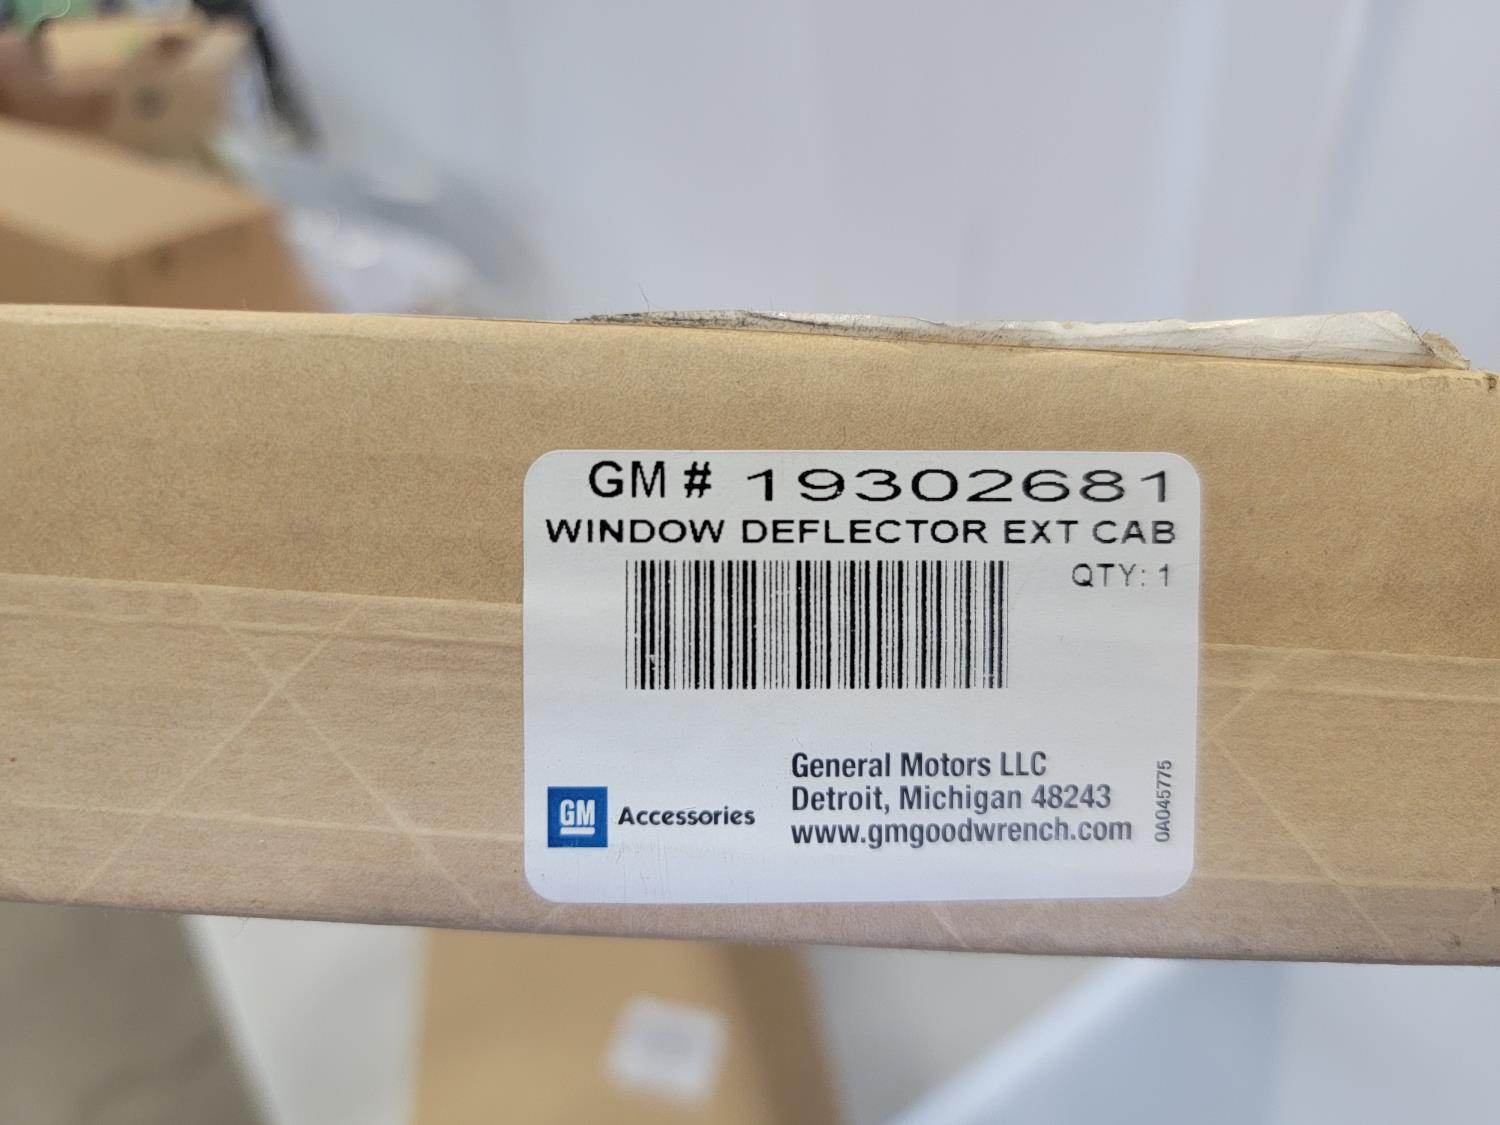 GM # 19302681
WINDOW DEFLECTOR EXT CAB
QTY: 1
General Motors LLC
Detroit, Michigan 48243
www.gmgoodwrench.com
GM Accessories
0A045775